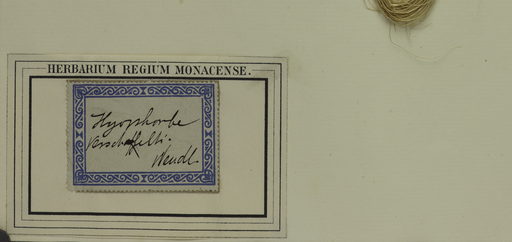 HERBARIUM REGIUM MONACENSE.
Hyophorbe
Verschaffelti.
Wendl.